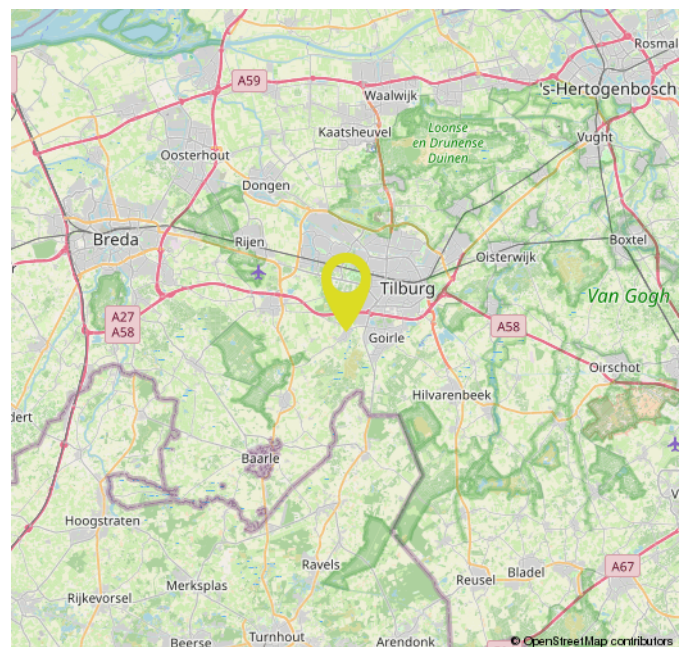 Rosmal
A59
Waalwijk
's-Hertogenbosch
Kaatsheuvel
Loonse
en Drunense
Duinen
Vught
Oosterhout
Dongen
Breda
Rijen
Oisterwijk
Boxtel
Tilburg
Van Gogh
A27
A58
A58
Goirle
Oirschot
Hilvarenbeek
dert
Baarle
Hoogstraten
Ravels
Bladel
A67
Reusel
Merksplas
Rijkevorsel
Turnhout
Beerse
Arendonk
V
© OpenStreetMap contributors